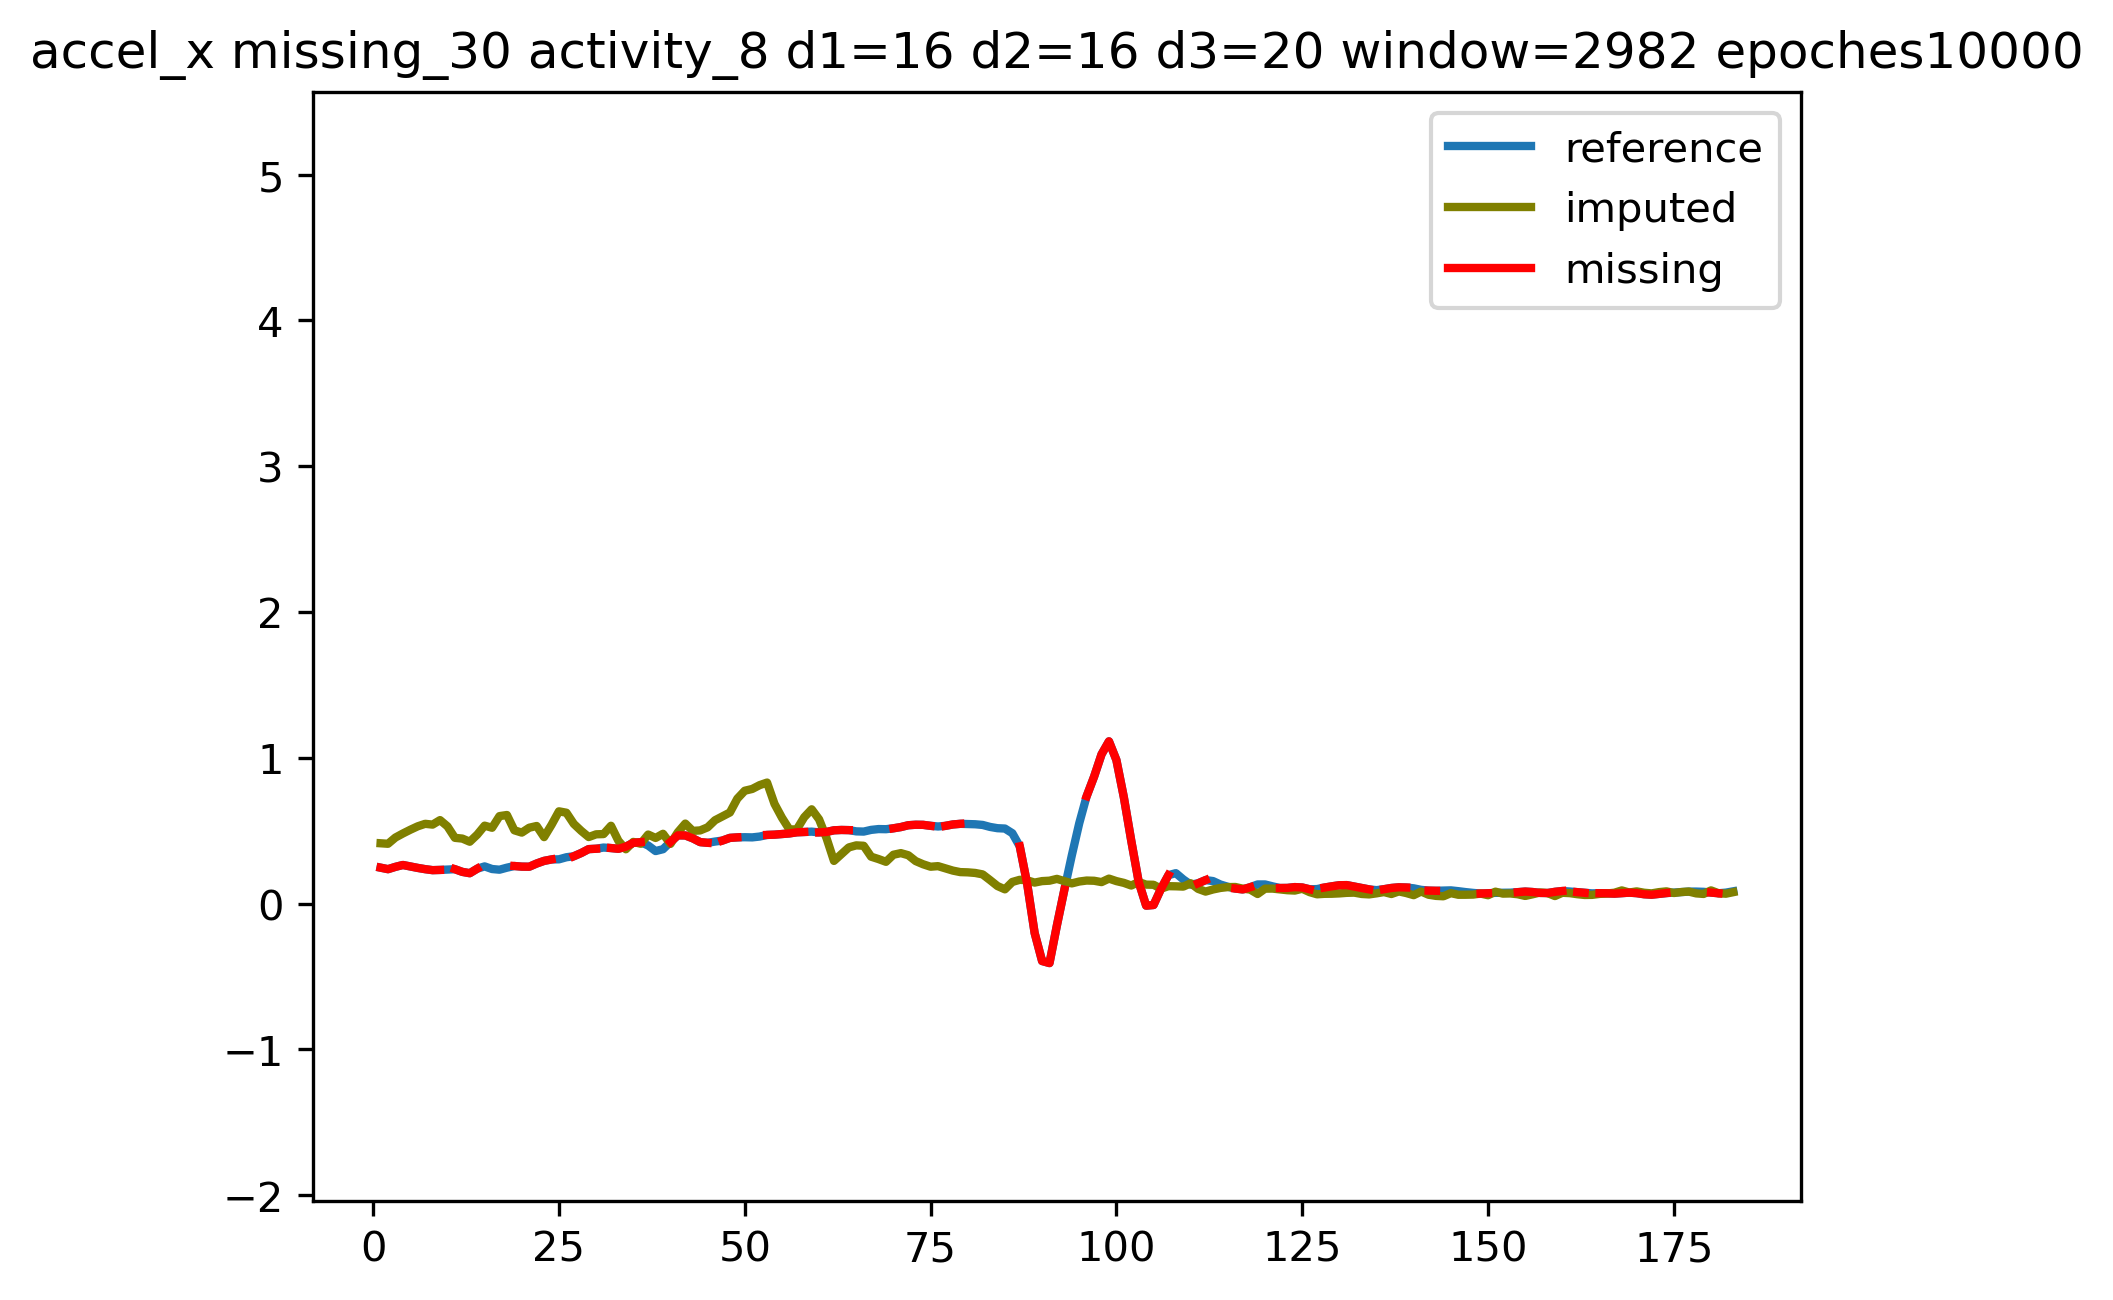 accel_x missing_30 activity_8 d1=16 d2=16 d3=20 window=2982 epoches10000
reference
imputed
missing
5
4
3
2
1
0
−1
−2
0 25 50 75 100 125 150 175